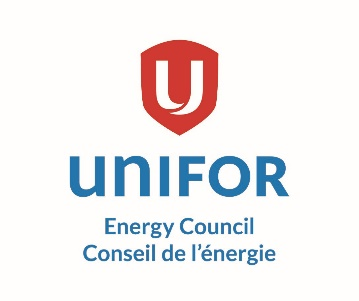 U
UNIFOR
Energy Council
Conseil de l'énergie